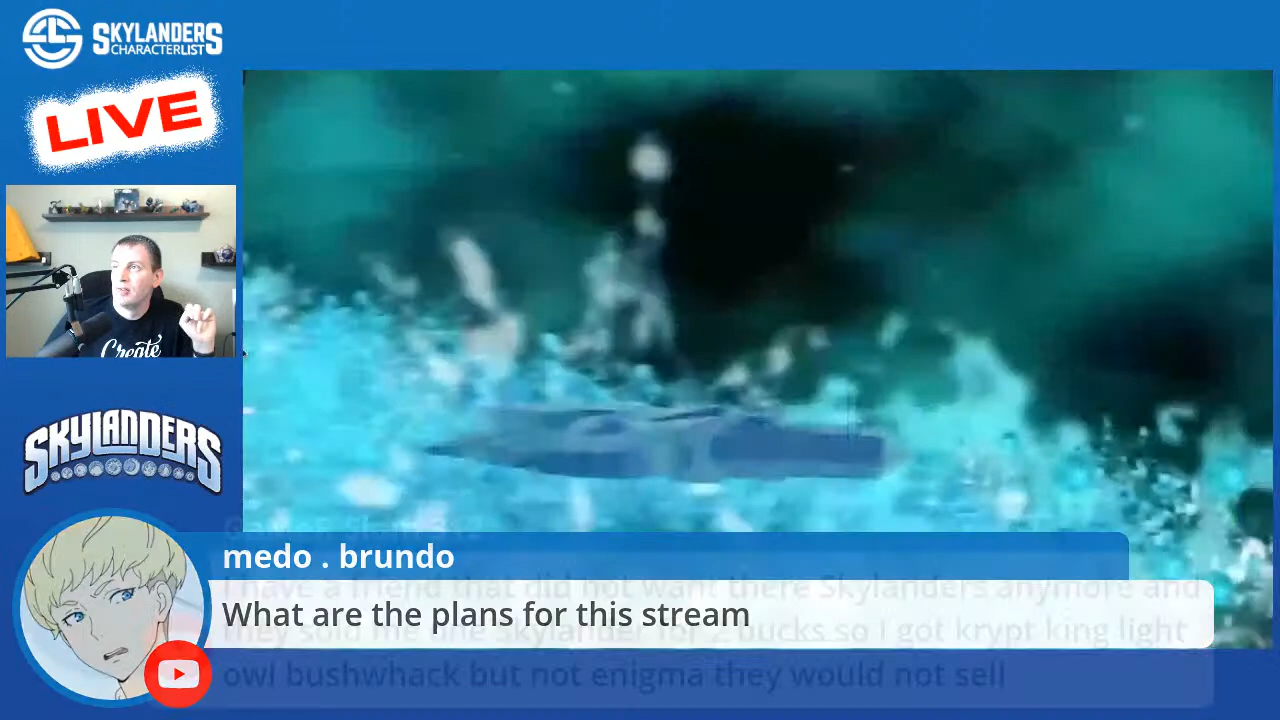 SKYLANDERS
CHARACTERLIST
LIVE
Create
SKYLANDERS
medo . brundo
I have a friend that did not want there Skylanders anymore and
What are the plans for this stream
they sold me one Skylander for 2 bucks so I got krypt king light
owl bushwhack but not enigma they would not sell